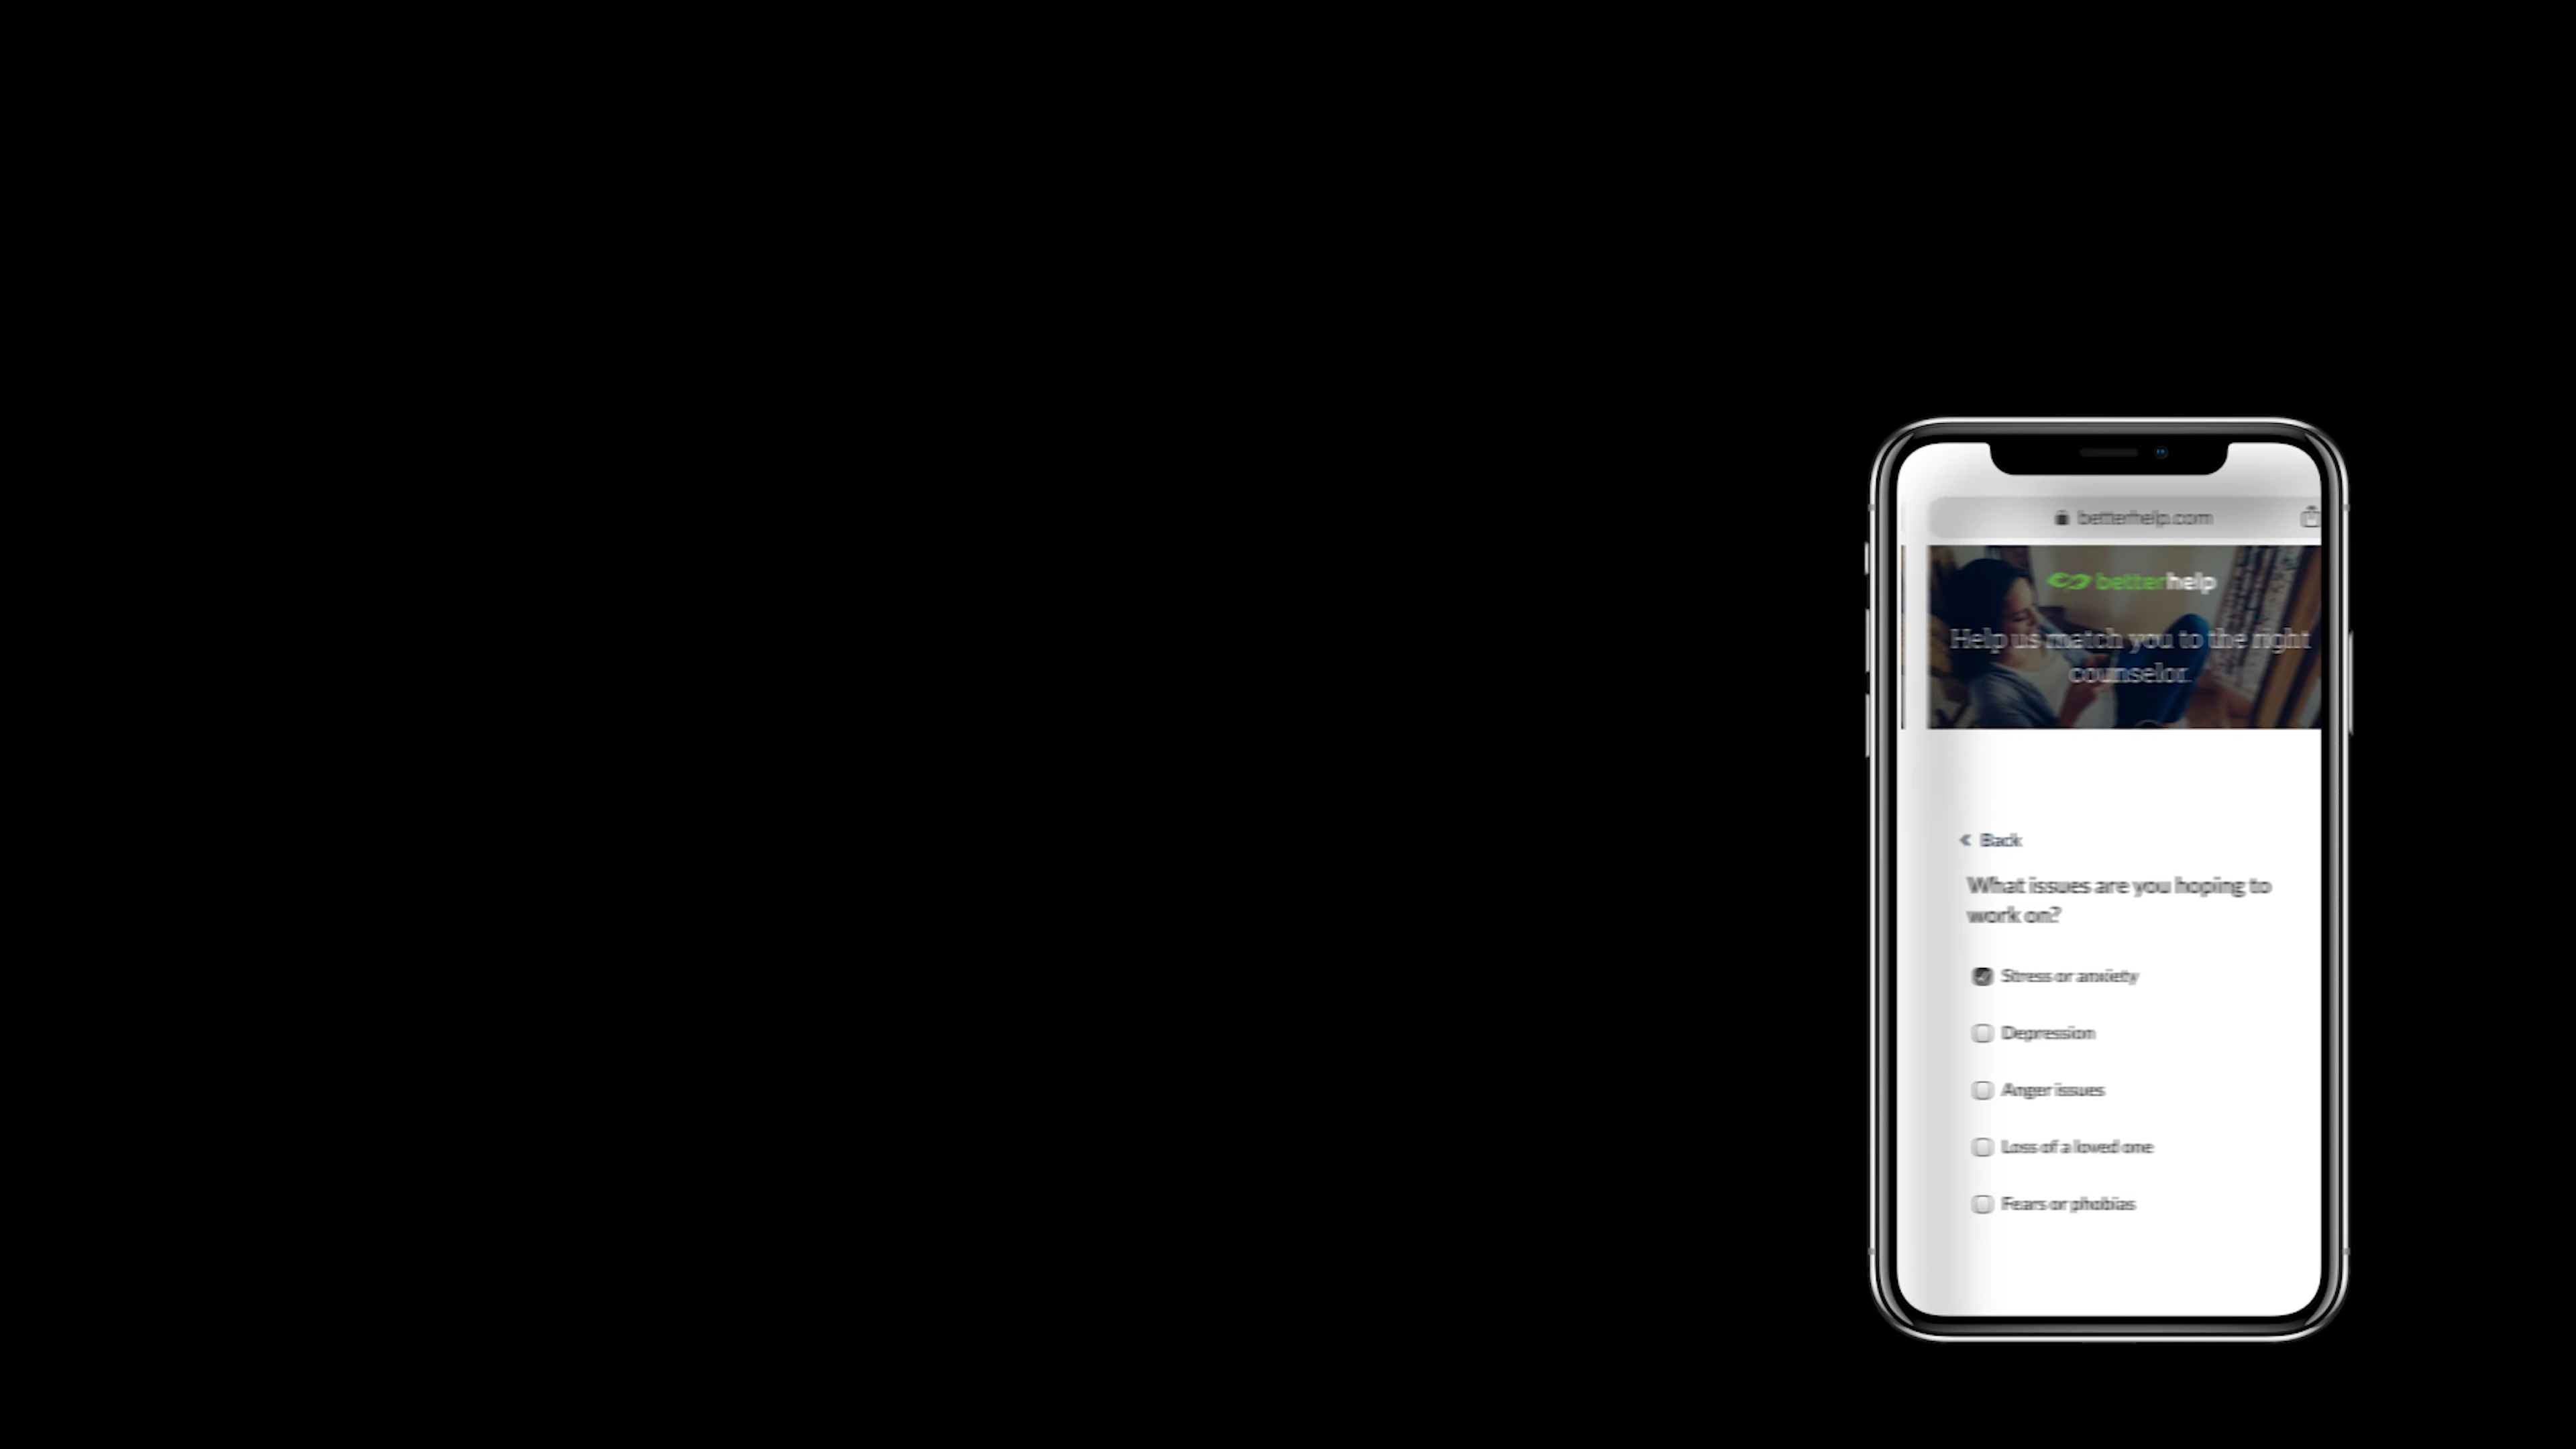 betterhelp.com
betterhelp
Help us match you to the right
counselor.
< Back
What issues are you hoping to
work on?
Stress or anxiety
Depression
Anger issues
Loss of a loved one
Fears or phobias